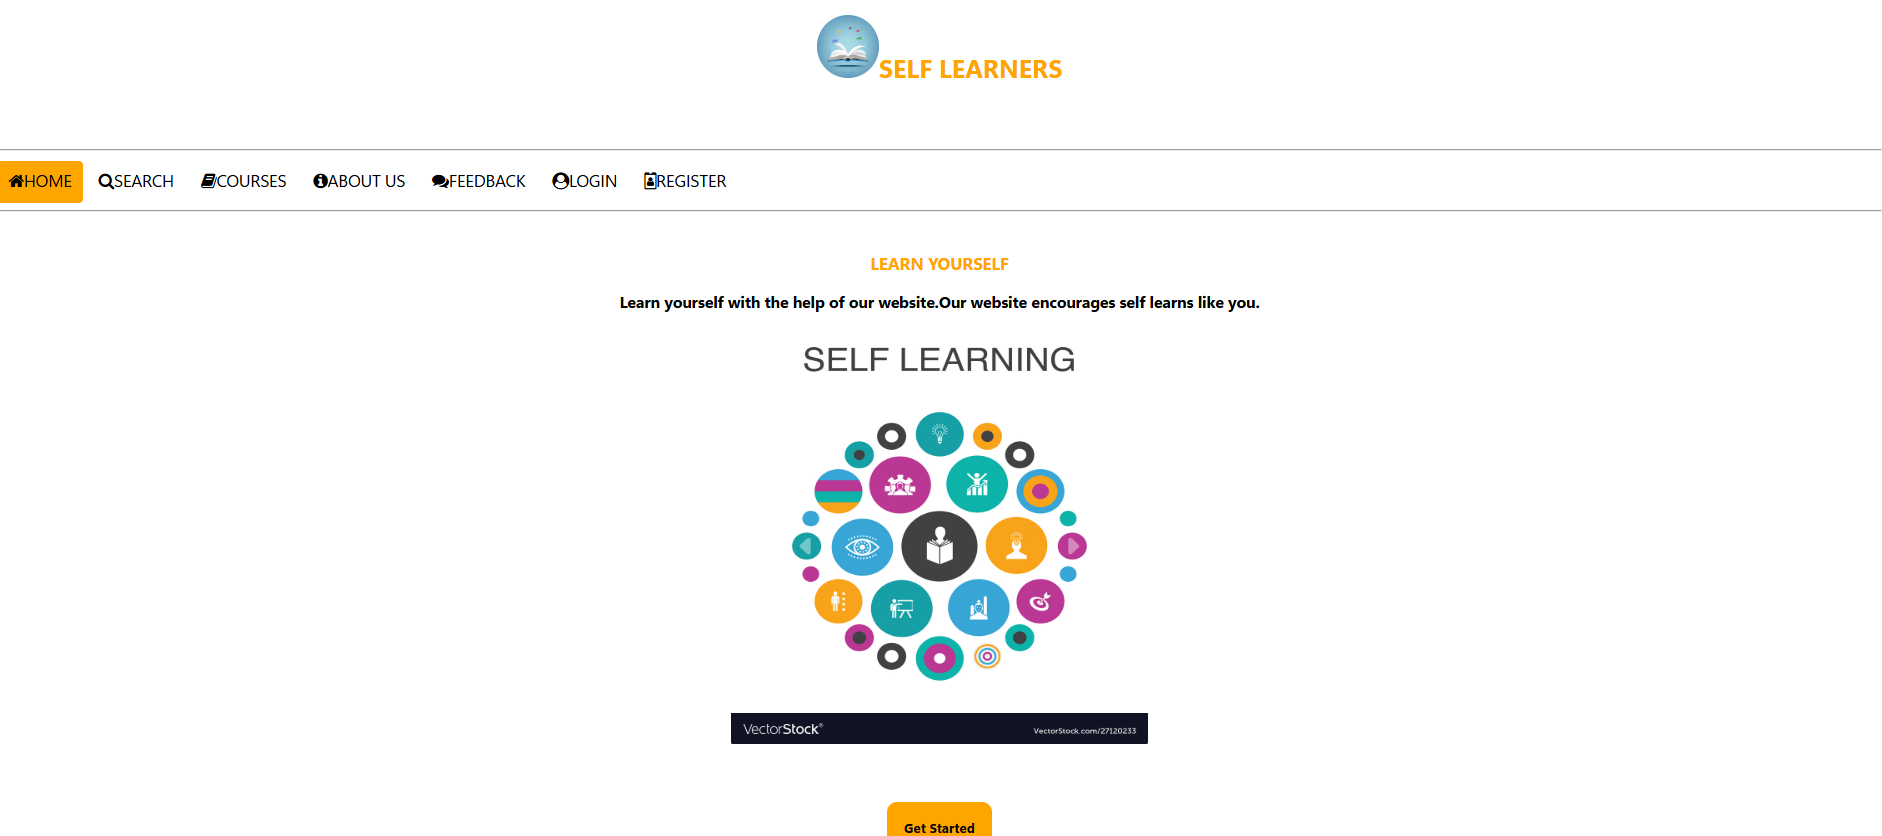 SELF LEARNERS
HOME SEARCH COURSES ABOUT US FEEDBACK LOGIN REGISTER
LEARN YOURSELF
Learn yourself with the help of our website.Our website encourages self learns like you.
SELF LEARNING
VectorStock® VectorStock.com/27120233
Get Started